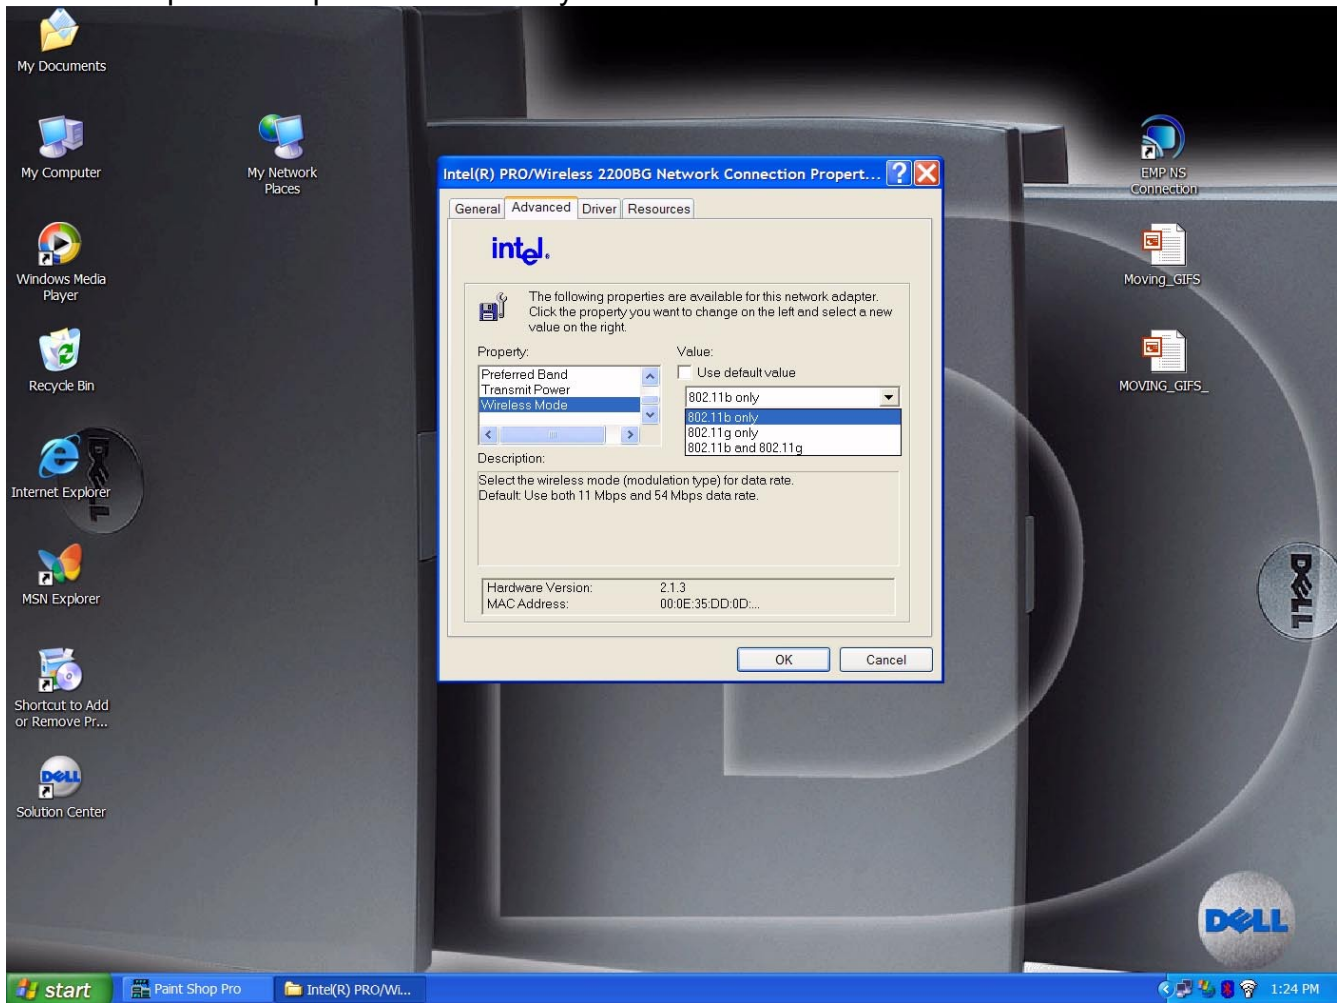 My Documents
My Computer
My Network
Places
Windows Media
Player
Recycle Bin
Internet Explorer
MSN Explorer
Shortcut to Add
or Remove Pr...
DELL
Solution Center
DELL
Intel(R) PRO/Wireless 2200BG Network Connection Propert...
General Advanced Driver Resources
intel.
The following properties are available for this network adapter.
Click the property you want to change on the left and select a new
value on the right.
Property:
Preferred Band
Transmit Power
Wireless Mode
Value:
Use default value
802.11b only
802.11b only
802.11g only
802.11b and 802.11g
Description:
Select the wireless mode (modulation type) for data rate.
Default: Use both 11 Mbps and 54 Mbps data rate.
Hardware Version: 2.1.3
MAC Address: 00:0E:35:DD:0D:...
OK Cancel
EMP NS
Connection
Moving_GIFS
MOVING_GIFS_
DELL
DELL
start Paint Shop Pro Intel(R) PRO/Wi... 1:24 PM